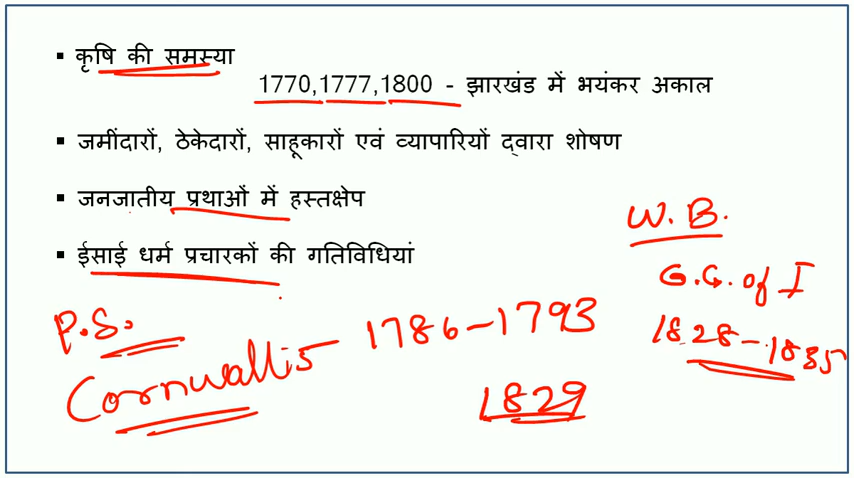 ▪ कृषि की समस्या
1770,1777,1800 - झारखंड में भयंकर अकाल
▪ जमींदारों, ठेकेदारों, साहूकारों एवं व्यापारियों द्वारा शोषण
▪ जनजातीय प्रथाओं में हस्तक्षेप
▪ ईसाई धर्म प्रचारकों की गतिविधियां
W.B.
G.G. of I
1828-1835
P.S.
Cornwallis 1786-1793
1829